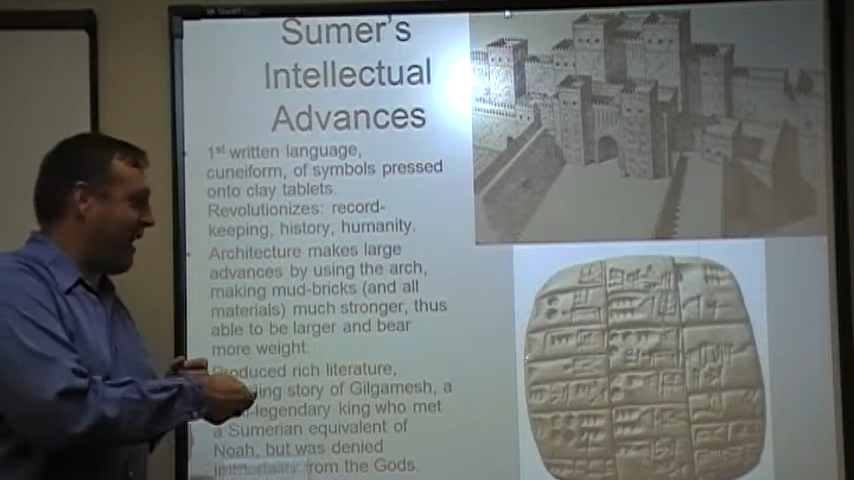 Sumer's
Intellectual
Advances
1st written language,
cuneiform, of symbols pressed
onto clay tablets.
Revolutionizes: record-
keeping, history, humanity.
Architecture makes large
advances by using the arch,
making mud-bricks (and all
materials) much stronger, thus
able to be larger and bear
more weight.
Produced rich literature,
story of Gilgamesh, a
legendary king who met
a Sumerian equivalent of
Noah, but was denied
immortality from the Gods.